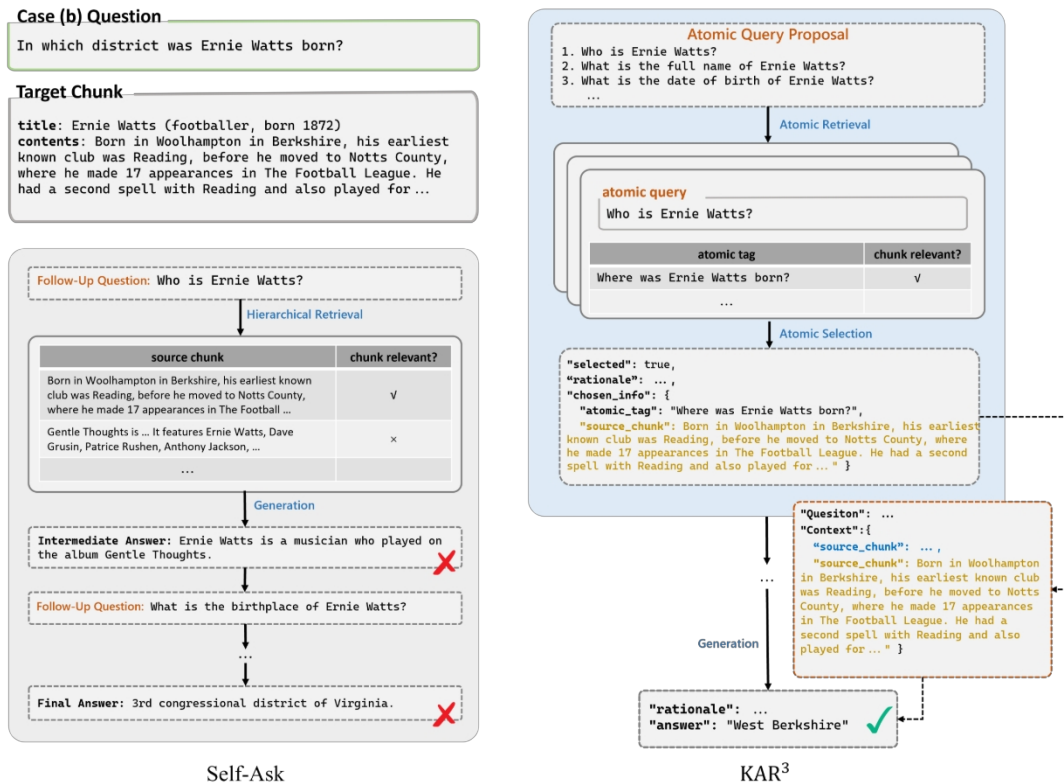 Case (b) Question
In which district was Ernie Watts born?
Target Chunk
title: Ernie Watts (footballer, born 1872)
contents: Born in Woolhampton in Berkshire, his earliest
known club was Reading, before he moved to Notts County,
where he made 17 appearances in The Football League. He
had a second spell with Reading and also played for ...
Follow-Up Question: Who is Ernie Watts?
Hierarchical Retrieval
source chunk chunk relevant?
Born in Woolhampton in Berkshire, his earliest known
club was Reading, before he moved to Notts County,
where he made 17 appearances in The Football ...
√
Gentle Thoughts is ... It features Ernie Watts, Dave
Grusin, Patrice Rushen, Anthony Jackson, ...
×
...
Generation
Intermediate Answer: Ernie Watts is a musician who played on
the album Gentle Thoughts.
Follow-Up Question: What is the birthplace of Ernie Watts?
...
Final Answer: 3rd congressional district of Virginia.
Self-Ask
Atomic Query Proposal
1. Who is Ernie Watts?
2. What is the full name of Ernie Watts?
3. What is the date of birth of Ernie Watts?
...
Atomic Retrieval
atomic query
Who is Ernie Watts?
atomic tag chunk relevant?
Where was Ernie Watts born? √
...
Atomic Selection
"selected": true,
"rationale": ...,
"chosen_info": {
"atomic_tag": "Where was Ernie Watts born?",
"source_chunk": Born in Woolhampton in Berkshire, his earliest
known club was Reading, before he moved to Notts County, where
he made 17 appearances in The Football League. He had a second
spell with Reading and also played for ..." }
"Quesiton": ...
"Context":{
"source_chunk": ...,
"source_chunk": Born in Woolhampton
in Berkshire, his earliest known club
was Reading, before he moved to Notts
County, where he made 17 appearances
in The Football League. He had a
second spell with Reading and also
played for ..." }
...
Generation
"rationale": ...
"answer": "West Berkshire"
KAR³